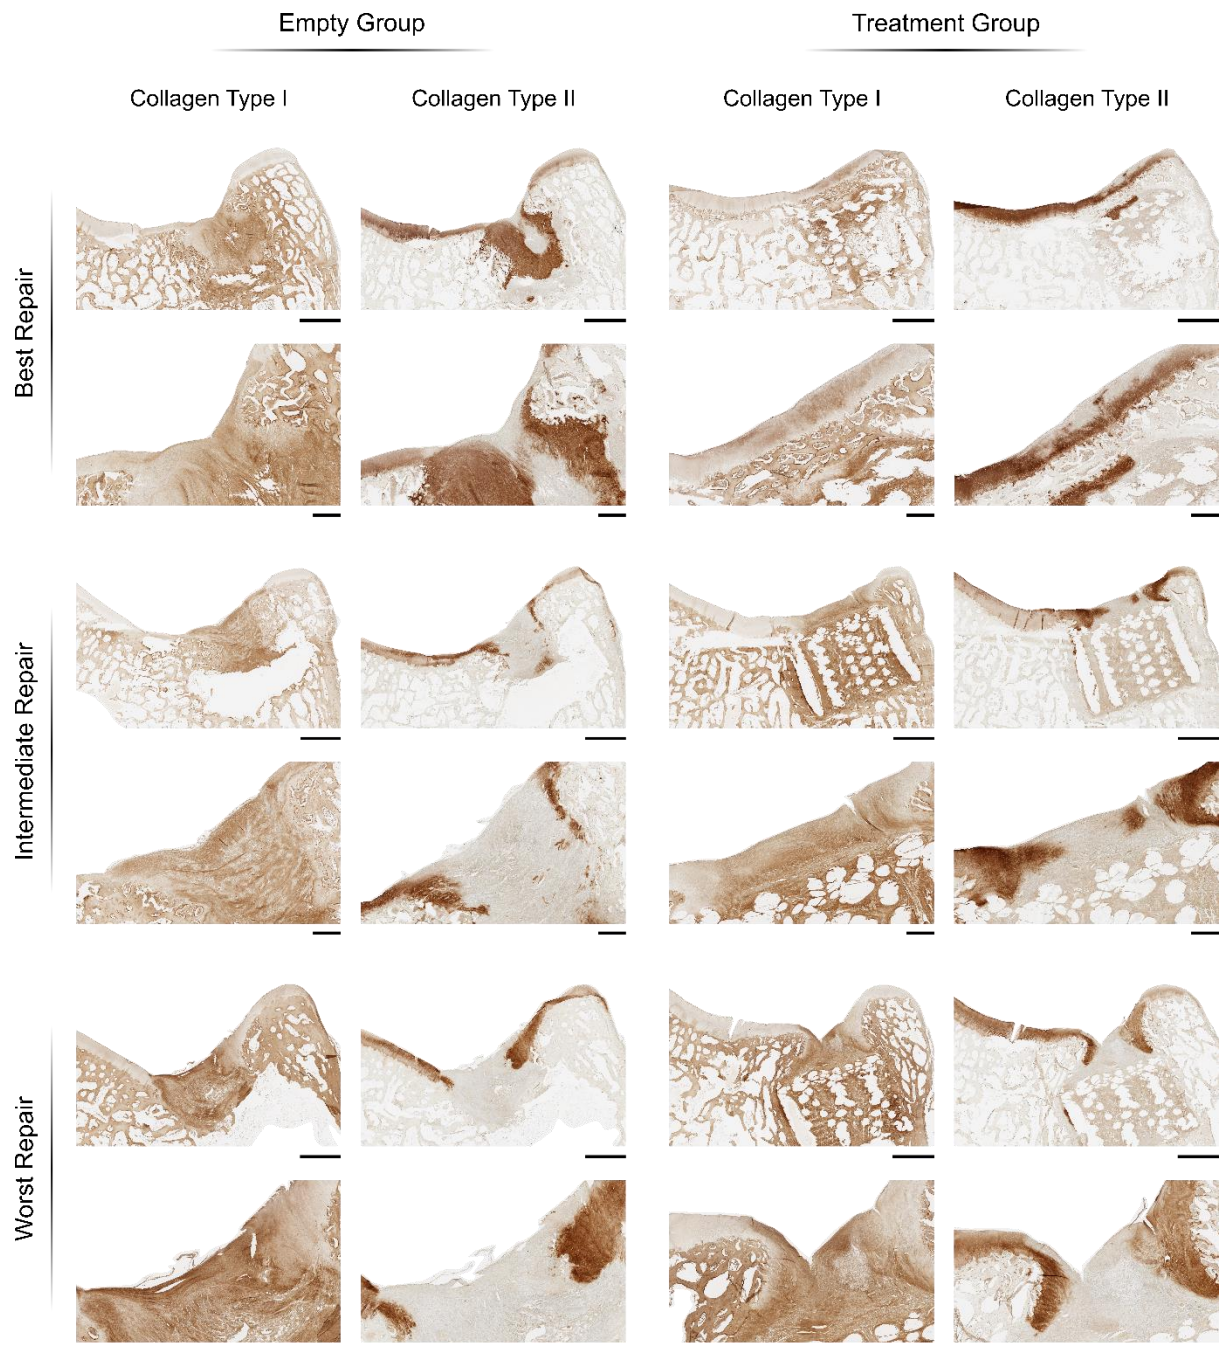 Empty Group
Treatment Group
Collagen Type I
Collagen Type II
Collagen Type I
Collagen Type II
Best Repair
Intermediate Repair
Worst Repair